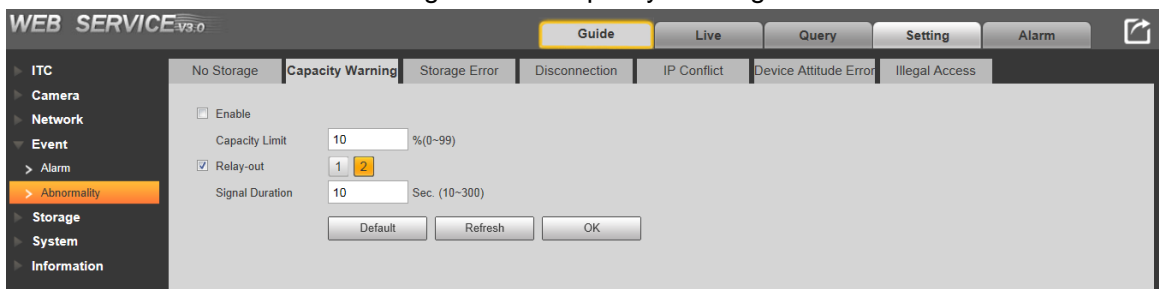 WEB SERVICE V3.0
Guide Live Query Setting Alarm
ITC
Camera
Network
Event
> Alarm
> Abnormality
Storage
System
Information
No Storage Capacity Warning Storage Error Disconnection IP Conflict Device Attitude Error Illegal Access
Enable
Capacity Limit 10 %(0~99)
Relay-out 1 2
Signal Duration 10 Sec. (10~300)
Default Refresh OK